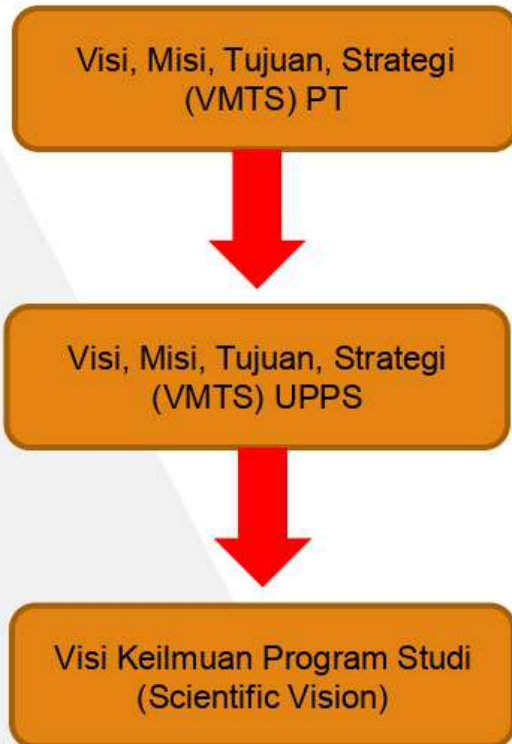 Visi, Misi, Tujuan, Strategi
(VMTS) PT
Visi, Misi, Tujuan, Strategi
(VMTS) UPPS
Visi Keilmuan Program Studi
(Scientific Vision)